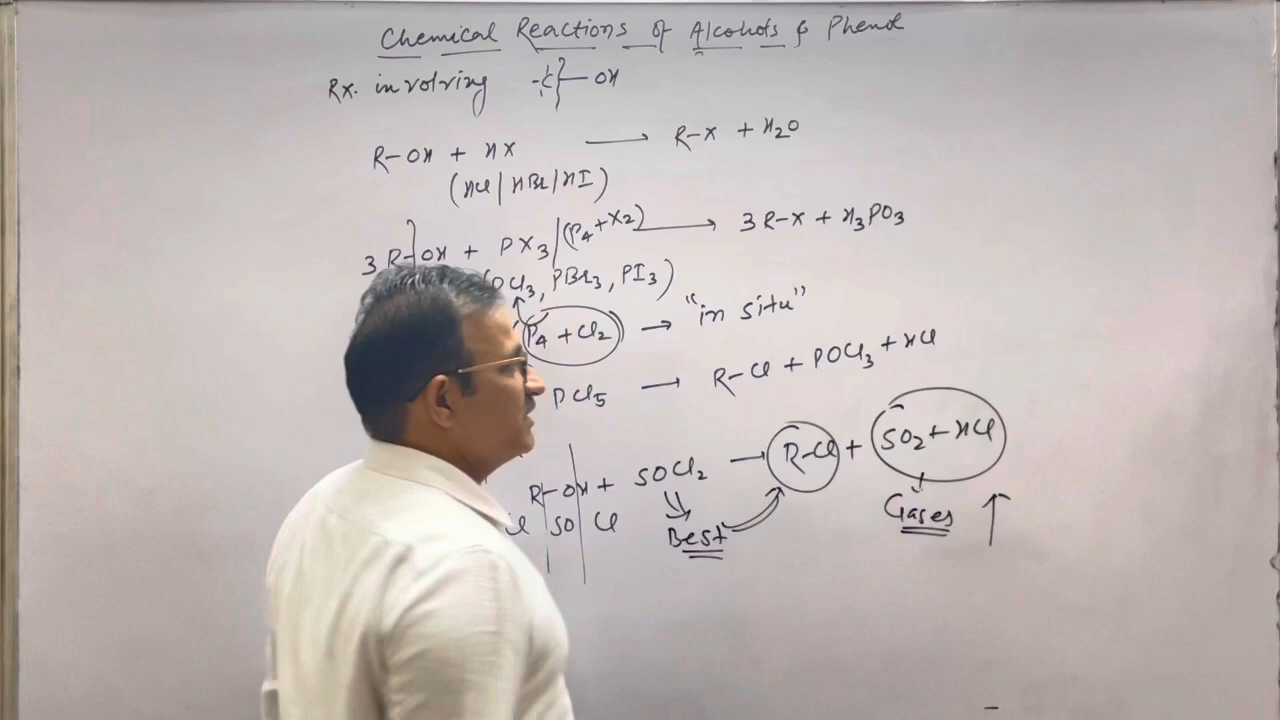 Chemical Reactions of Alcohols & Phenol
Rx. involving -C-OH
R-OH + HX → R-X + H2O
(HCl/HBr/HI)
3R-OH + PX3/(P4+X2) → 3R-X + H3PO3
PCl3, PBr3, PI3)
P4 + Cl2) → "in situ"
PCl5 → R-Cl + POCl3 + HCl
R-OH + SOCl2 → R-Cl + SO2 + HCl
Cl SO Cl
Best
Gases ↑